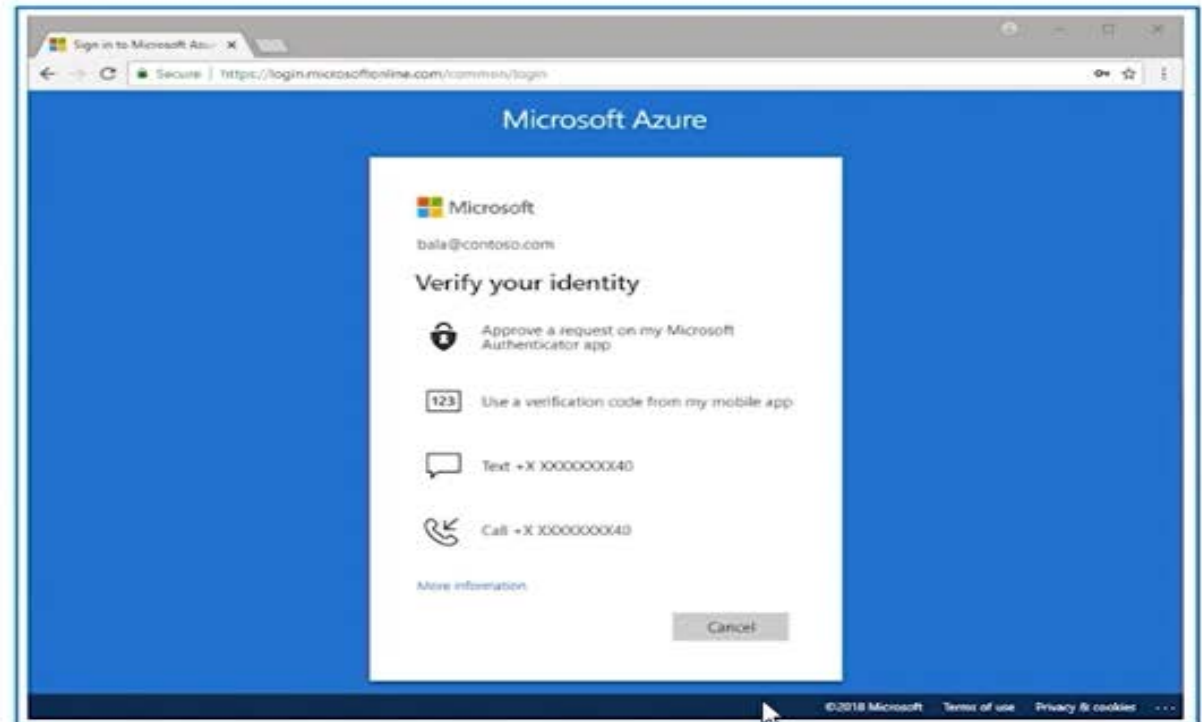 Sign in to Microsoft Azu
Secure | https://login.microsoftonline.com/common/login
Microsoft Azure
Microsoft
bala@contoso.com
Verify your identity
Approve a request on my Microsoft
Authenticator app
123 Use a verification code from my mobile app
Text +X XXXXXXXX40
Call +X XXXXXXXX40
More information
Cancel
©2018 Microsoft Terms of use Privacy & cookies ...